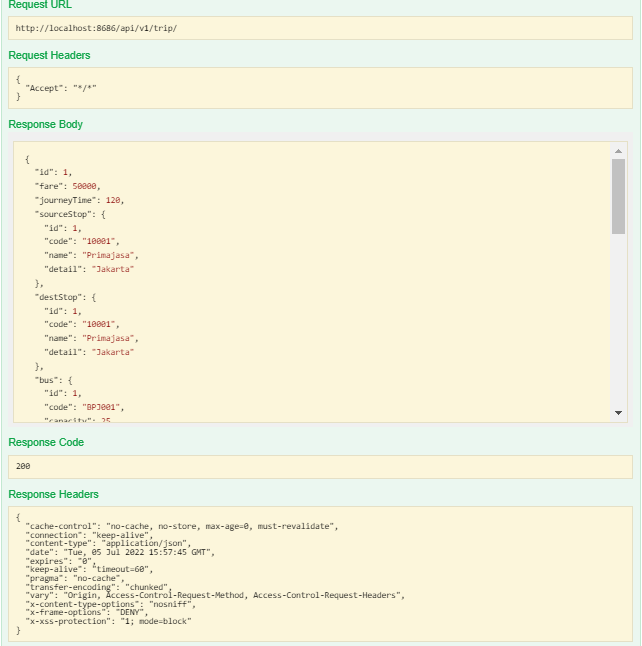 Request URL
http://localhost:8686/api/v1/trip/
Request Headers
{
  "Accept": "*/*"
}
Response Body
{
  "id": 1,
  "fare": 50000,
  "journeyTime": 120,
  "sourceStop": {
    "id": 1,
    "code": "10001",
    "name": "Primajasa",
    "detail": "Jakarta"
  },
  "destStop": {
    "id": 1,
    "code": "10001",
    "name": "Primajasa",
    "detail": "Jakarta"
  },
  "bus": {
    "id": 1,
    "code": "BPJ001",
    "capacity": 25,
Response Code
200
Response Headers
{
  "cache-control": "no-cache, no-store, max-age=0, must-revalidate",
  "connection": "keep-alive",
  "content-type": "application/json",
  "date": "Tue, 05 Jul 2022 15:57:45 GMT",
  "expires": "0",
  "keep-alive": "timeout=60",
  "pragma": "no-cache",
  "transfer-encoding": "chunked",
  "vary": "Origin, Access-Control-Request-Method, Access-Control-Request-Headers",
  "x-content-type-options": "nosniff",
  "x-frame-options": "DENY",
  "x-xss-protection": "1; mode=block"
}